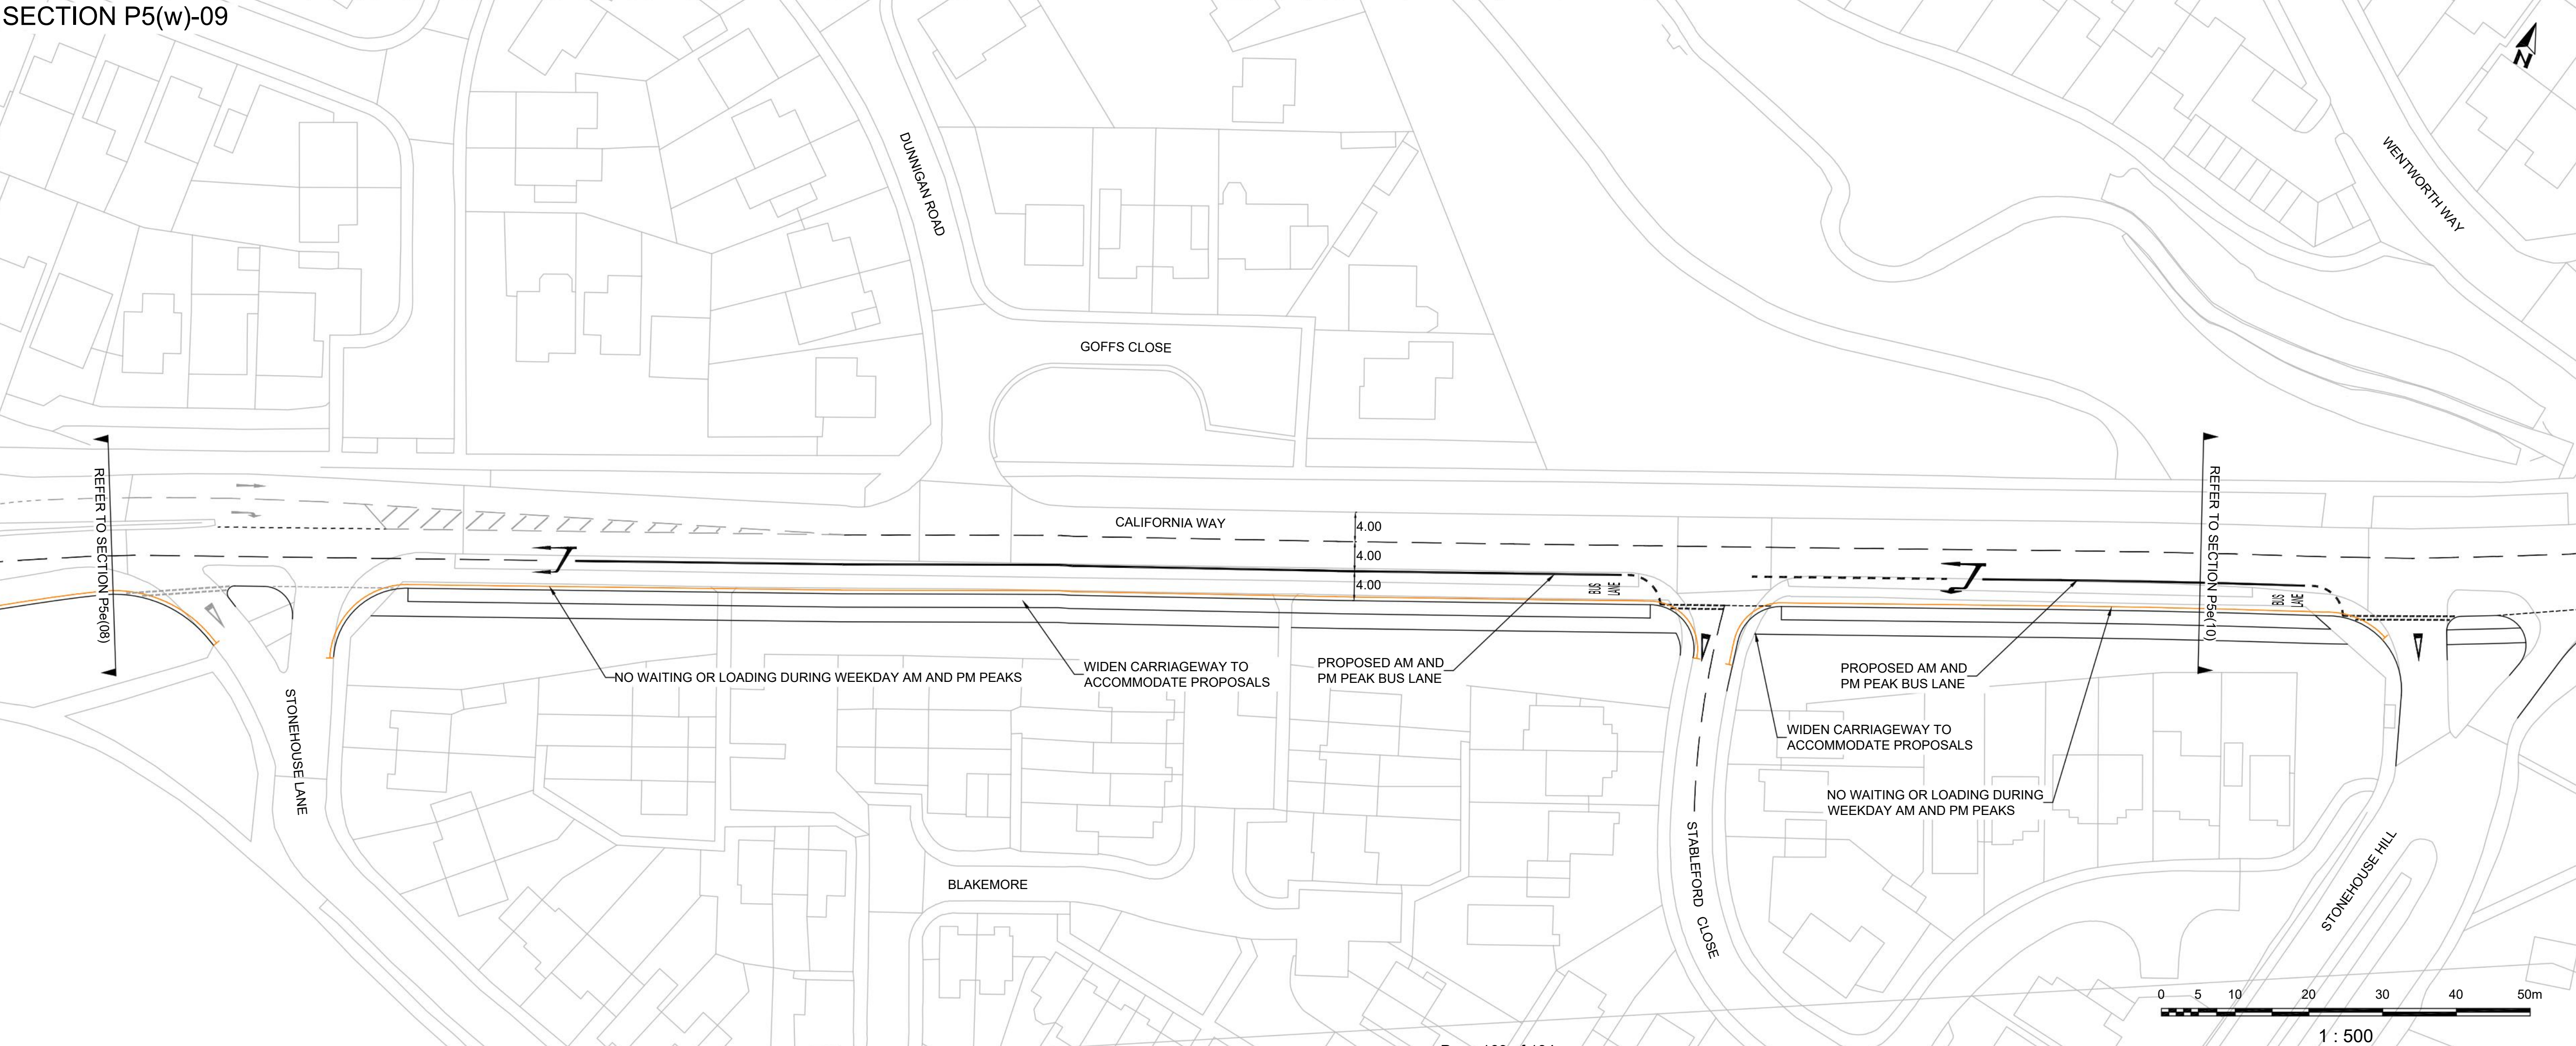 SECTION P5(w)-09
N
DUNNIGAN ROAD
WENTWORTH WAY
GOFFS CLOSE
REFER TO SECTION P5e(08)
CALIFORNIA WAY
4.00
4.00
4.00
REFER TO SECTION P5e(10)
BUS
LANE
BUS
LANE
NO WAITING OR LOADING DURING WEEKDAY AM AND PM PEAKS
WIDEN CARRIAGEWAY TO
ACCOMMODATE PROPOSALS
PROPOSED AM AND
PM PEAK BUS LANE
PROPOSED AM AND
PM PEAK BUS LANE
WIDEN CARRIAGEWAY TO
ACCOMMODATE PROPOSALS
NO WAITING OR LOADING DURING
WEEKDAY AM AND PM PEAKS
STONEHOUSE LANE
BLAKEMORE
STABLEFORD CLOSE
STONEHOUSE HILL
0 5 10 20 30 40 50m
1 : 500